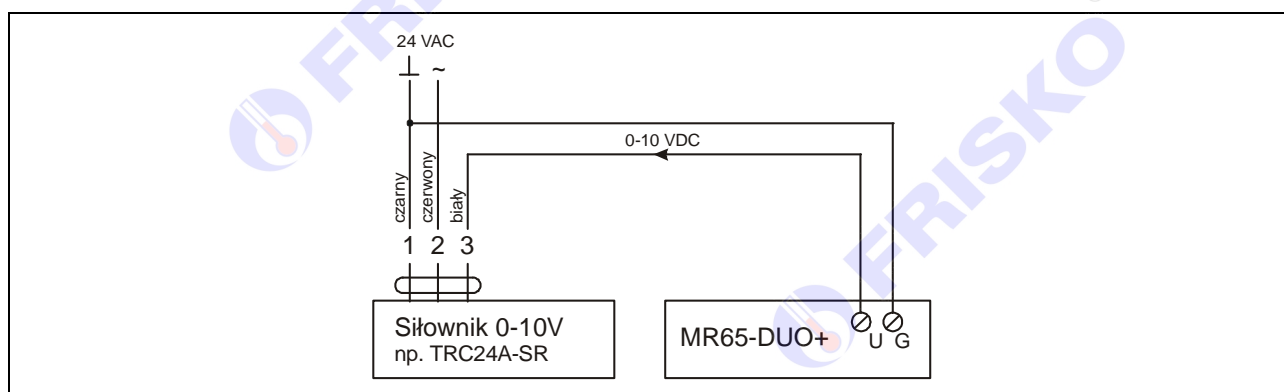 24 VAC
~
0-10 VDC
czarny
czerwony
biały
1 2 3
Siłownik 0-10V
np. TRC24A-SR
MR65-DUO+
U G
FRISKO
FRI